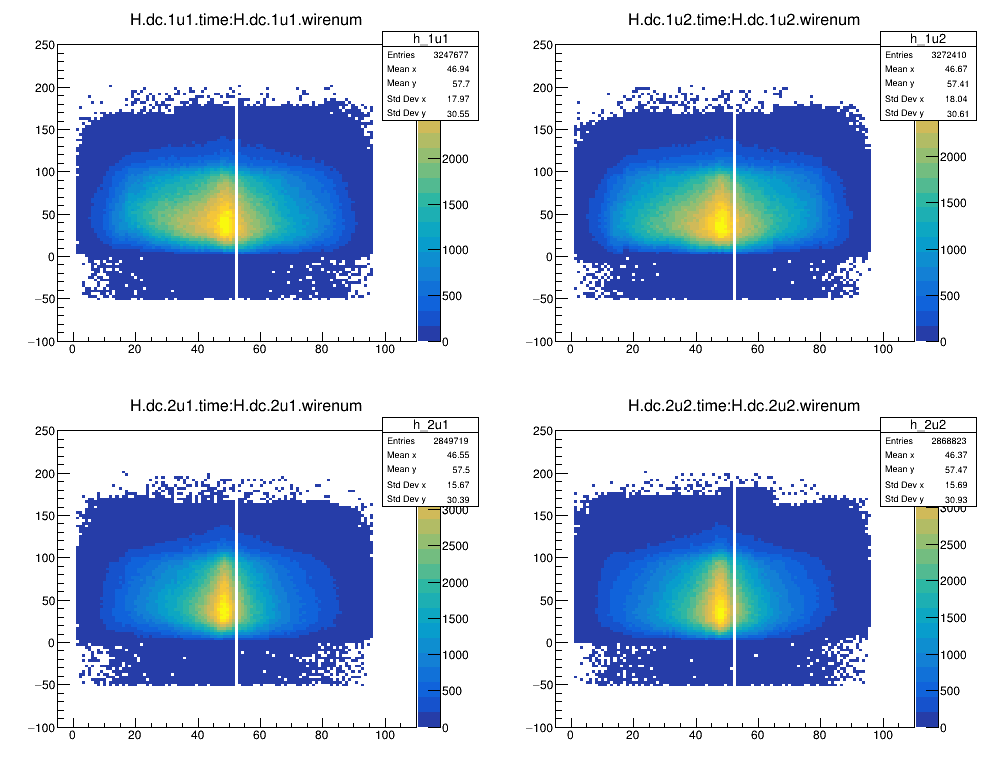 H.dc.1u1.time:H.dc.1u1.wirenum
h_1u1
Entries 3247677
Mean x 46.94
Mean y 57.7
Std Dev x 17.97
Std Dev y 30.55
250
200
150
100
50
0
−50
−100
0 20 40 60 80 100
2000
1500
1000
500
0
H.dc.1u2.time:H.dc.1u2.wirenum
h_1u2
Entries 3272410
Mean x 46.67
Mean y 57.41
Std Dev x 18.04
Std Dev y 30.61
250
200
150
100
50
0
−50
−100
0 20 40 60 80 100
2000
1500
1000
500
0
H.dc.2u1.time:H.dc.2u1.wirenum
h_2u1
Entries 2849719
Mean x 46.55
Mean y 57.5
Std Dev x 15.67
Std Dev y 30.39
250
200
150
100
50
0
−50
−100
0 20 40 60 80 100
3000
2500
2000
1500
1000
500
0
H.dc.2u2.time:H.dc.2u2.wirenum
h_2u2
Entries 2868823
Mean x 46.37
Mean y 57.47
Std Dev x 15.69
Std Dev y 30.93
250
200
150
100
50
0
−50
−100
0 20 40 60 80 100
3000
2500
2000
1500
1000
500
0